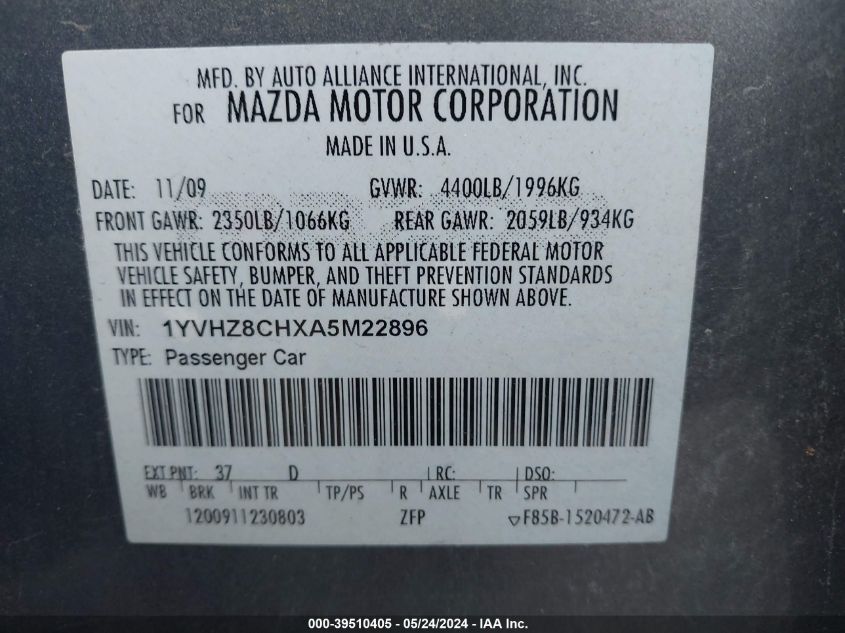 MFD. BY AUTO ALLIANCE INTERNATIONAL, INC.
FOR MAZDA MOTOR CORPORATION
MADE IN U.S.A.
DATE: 11/09 GVWR: 4400LB/1996KG
FRONT GAWR: 2350LB/1066KG REAR GAWR: 2059LB/934KG
THIS VEHICLE CONFORMS TO ALL APPLICABLE FEDERAL MOTOR
VEHICLE SAFETY, BUMPER, AND THEFT PREVENTION STANDARDS
IN EFFECT ON THE DATE OF MANUFACTURE SHOWN ABOVE.
VIN: 1YVHZ8CHXA5M22896
TYPE: Passenger Car
EXT PNT: 37 D RC: DSO:
WB BRK INT TR TP/PS R AXLE TR SPR
1200911230803 ZFP ▽F85B-1520472-AB
000-39510405 - 05/24/2024 - IAA Inc.